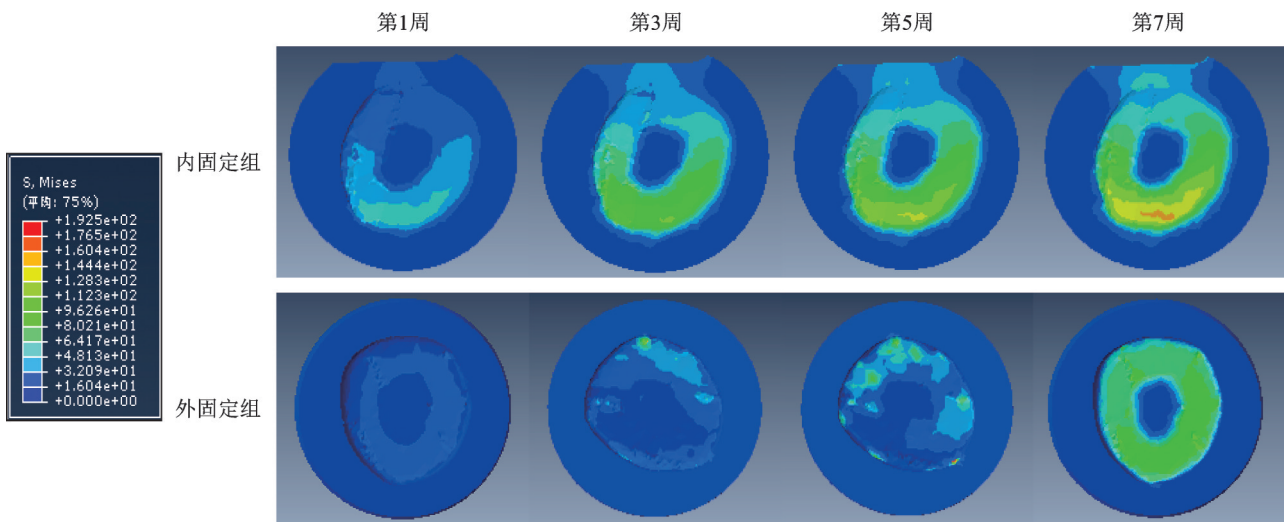 第1周
第3周
第5周
第7周
内固定组
S, Mises
(平均: 75%)
+1.925e+02
+1.765e+02
+1.604e+02
+1.444e+02
+1.283e+02
+1.123e+02
+9.626e+01
+8.021e+01
+6.417e+01
+4.813e+01
+3.209e+01
+1.604e+01
+0.000e+00
外固定组